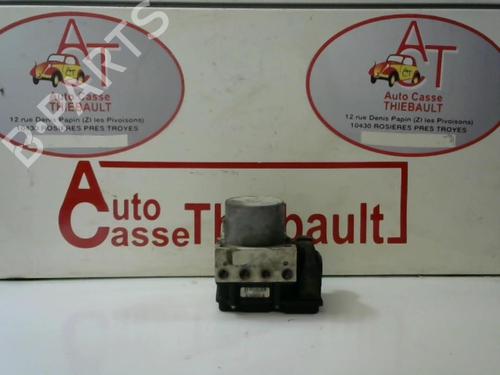 ACT
Auto Casse
THIEBAULT
12 rue Denis Papin (ZI les Pivoisons)
10430 ROSIERES PRES TROYES
ACT
Auto Casse
THIEBAULT
12 rue Denis Papin (ZI les Pivoisons)
10430 ROSIERES PRES TROYES
B-PARTS
Auto
Casse Thiebault